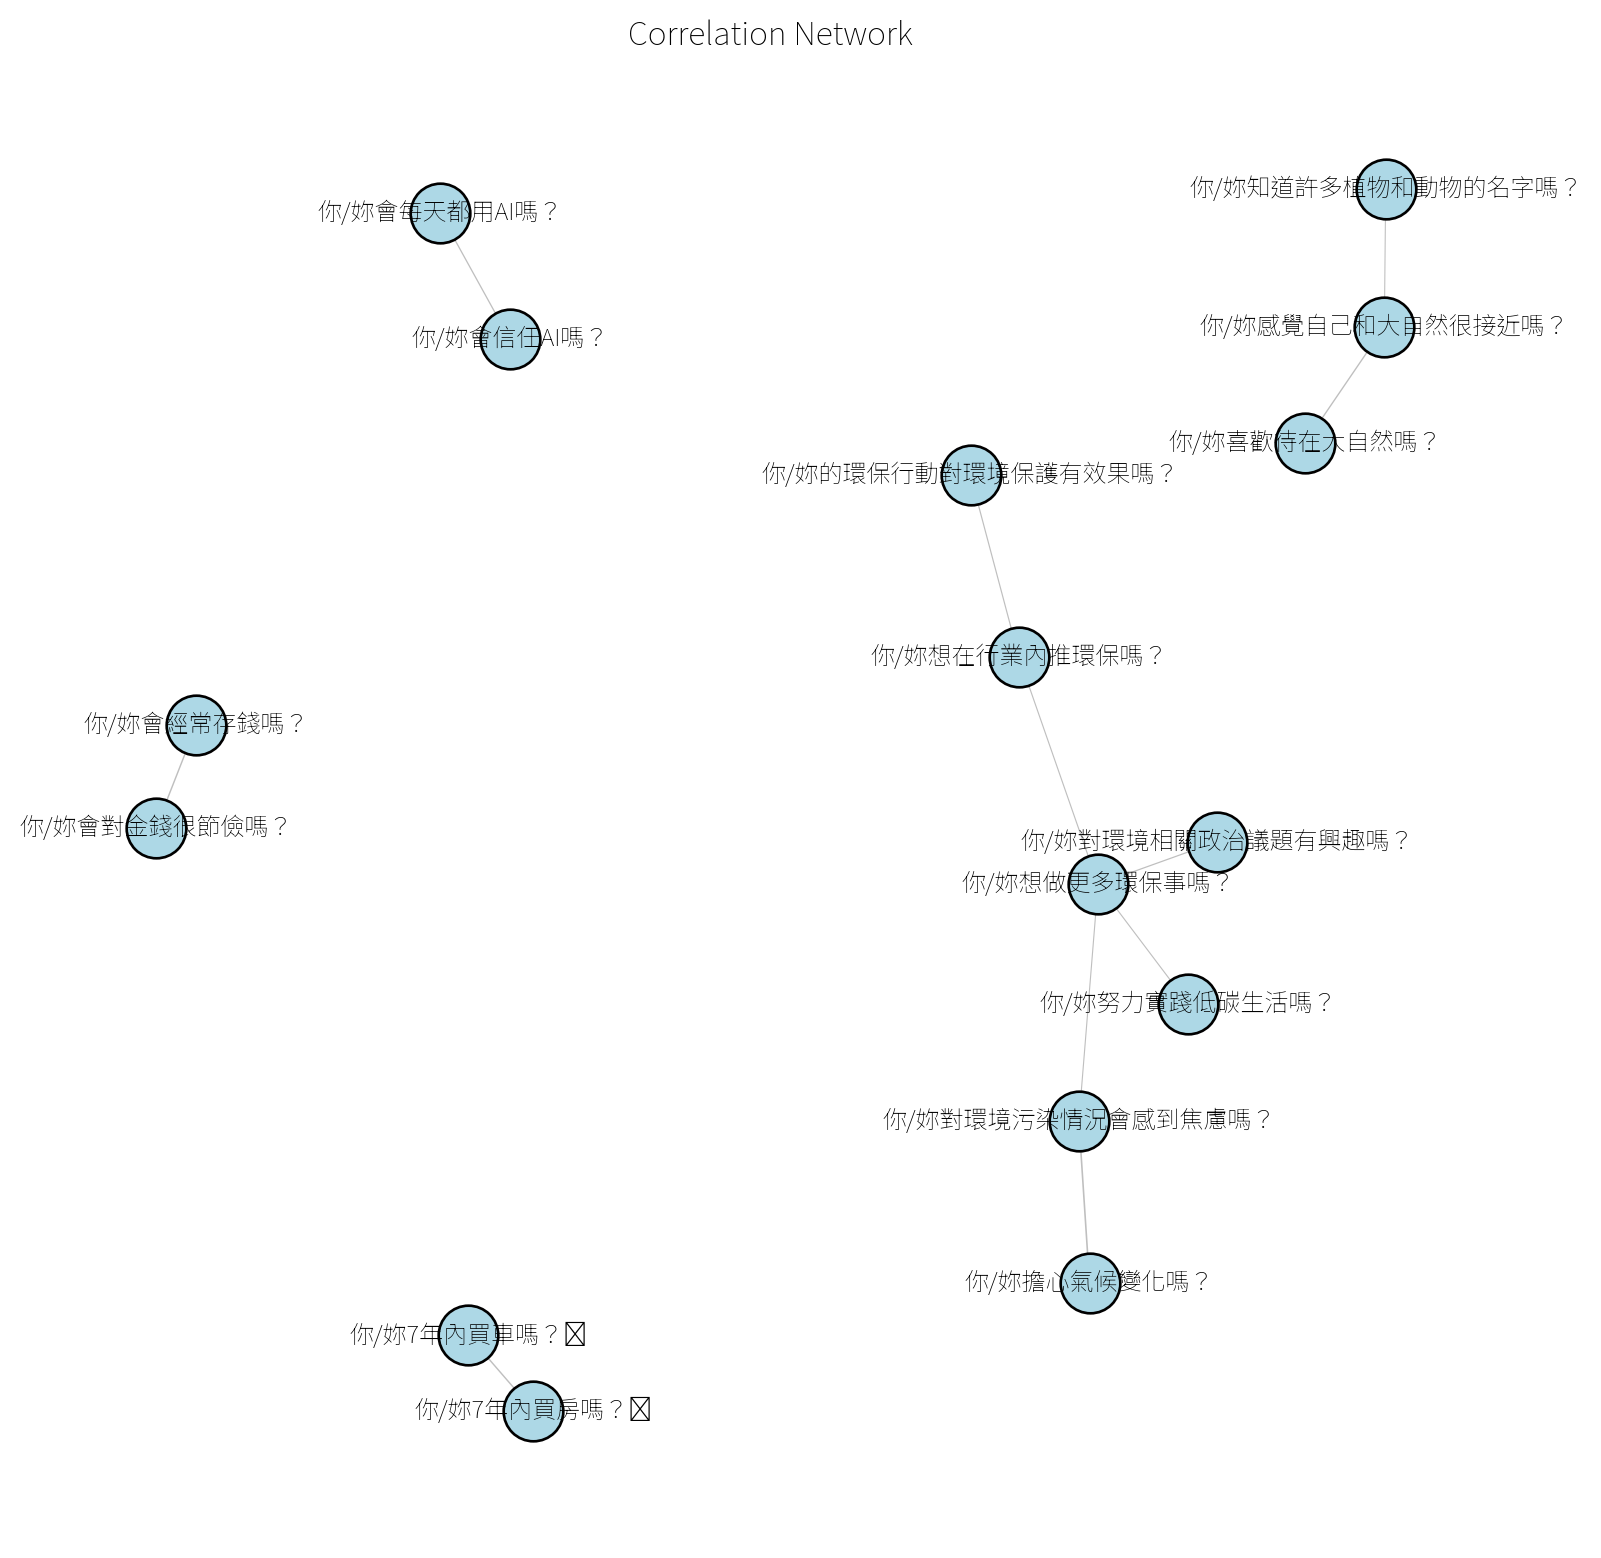 Correlation Network
你/妳知道許多植物和動物的名字嗎？
你/妳會每天都用AI嗎？
你/妳感覺自己和大自然很接近嗎？
你/妳會信任AI嗎？
你/妳喜歡待在大自然嗎？
你/妳的環保行動對環境保護有效果嗎？
你/妳想在行業內推環保嗎？
你/妳會經常存錢嗎？
你/妳會對金錢很節儉嗎？
你/妳對環境相關政治議題有興趣嗎？
你/妳想做更多環保事嗎？
你/妳努力實踐低碳生活嗎？
你/妳對環境污染情況會感到焦慮嗎？
你/妳擔心氣候變化嗎？
你/妳7年內買車嗎？
你/妳7年內買房嗎？